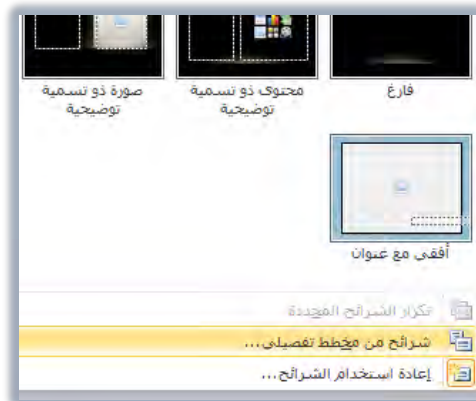 فارغ
محتوى ذو تسمية
توضيحية
صورة ذو تسمية
توضيحية
أفقي مع عنوان
تكرار الشرائح المحددة
شرائح من مخطط تفصيلي...
إعادة استخدام الشرائح...